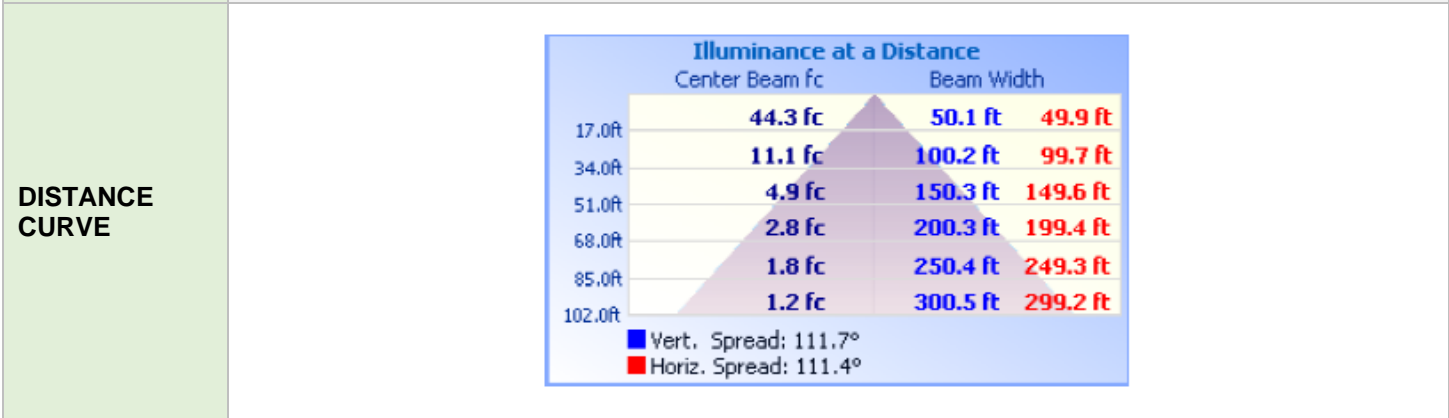 DISTANCE
CURVE
Illuminance at a Distance
Center Beam fc Beam Width
17.0ft 44.3 fc 50.1 ft 49.9 ft
34.0ft 11.1 fc 100.2 ft 99.7 ft
51.0ft 4.9 fc 150.3 ft 149.6 ft
68.0ft 2.8 fc 200.3 ft 199.4 ft
85.0ft 1.8 fc 250.4 ft 249.3 ft
102.0ft 1.2 fc 300.5 ft 299.2 ft
Vert. Spread: 111.7º
Horiz. Spread: 111.4º